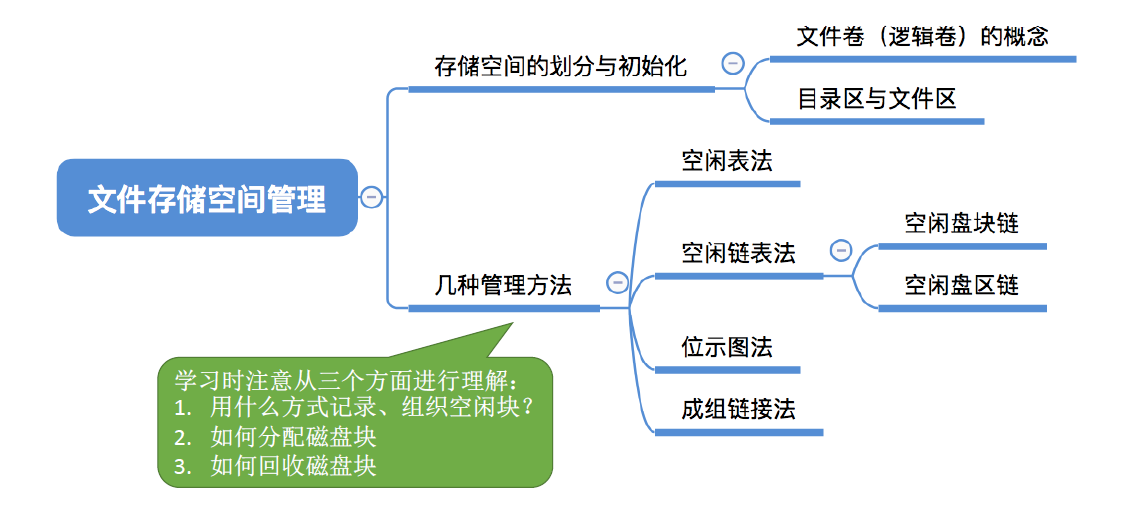 文件卷（逻辑卷）的概念
存储空间的划分与初始化
目录区与文件区
空闲表法
文件存储空间管理
空闲盘块链
空闲链表法
空闲盘区链
几种管理方法
位示图法
成组链接法
学习时注意从三个方面进行理解：
1. 用什么方式记录、组织空闲块？
2. 如何分配磁盘块
3. 如何回收磁盘块